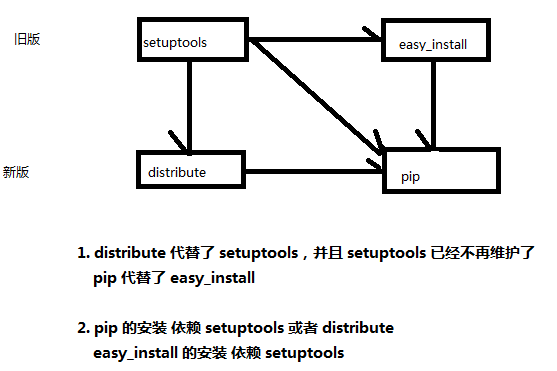 旧版
setuptools
easy_install
新版
distribute
pip
1. distribute 代替了 setuptools，并且 setuptools 已经不再维护了
pip 代替了 easy_install
2. pip 的安装 依赖 setuptools 或者 distribute
easy_install 的安装 依赖 setuptools